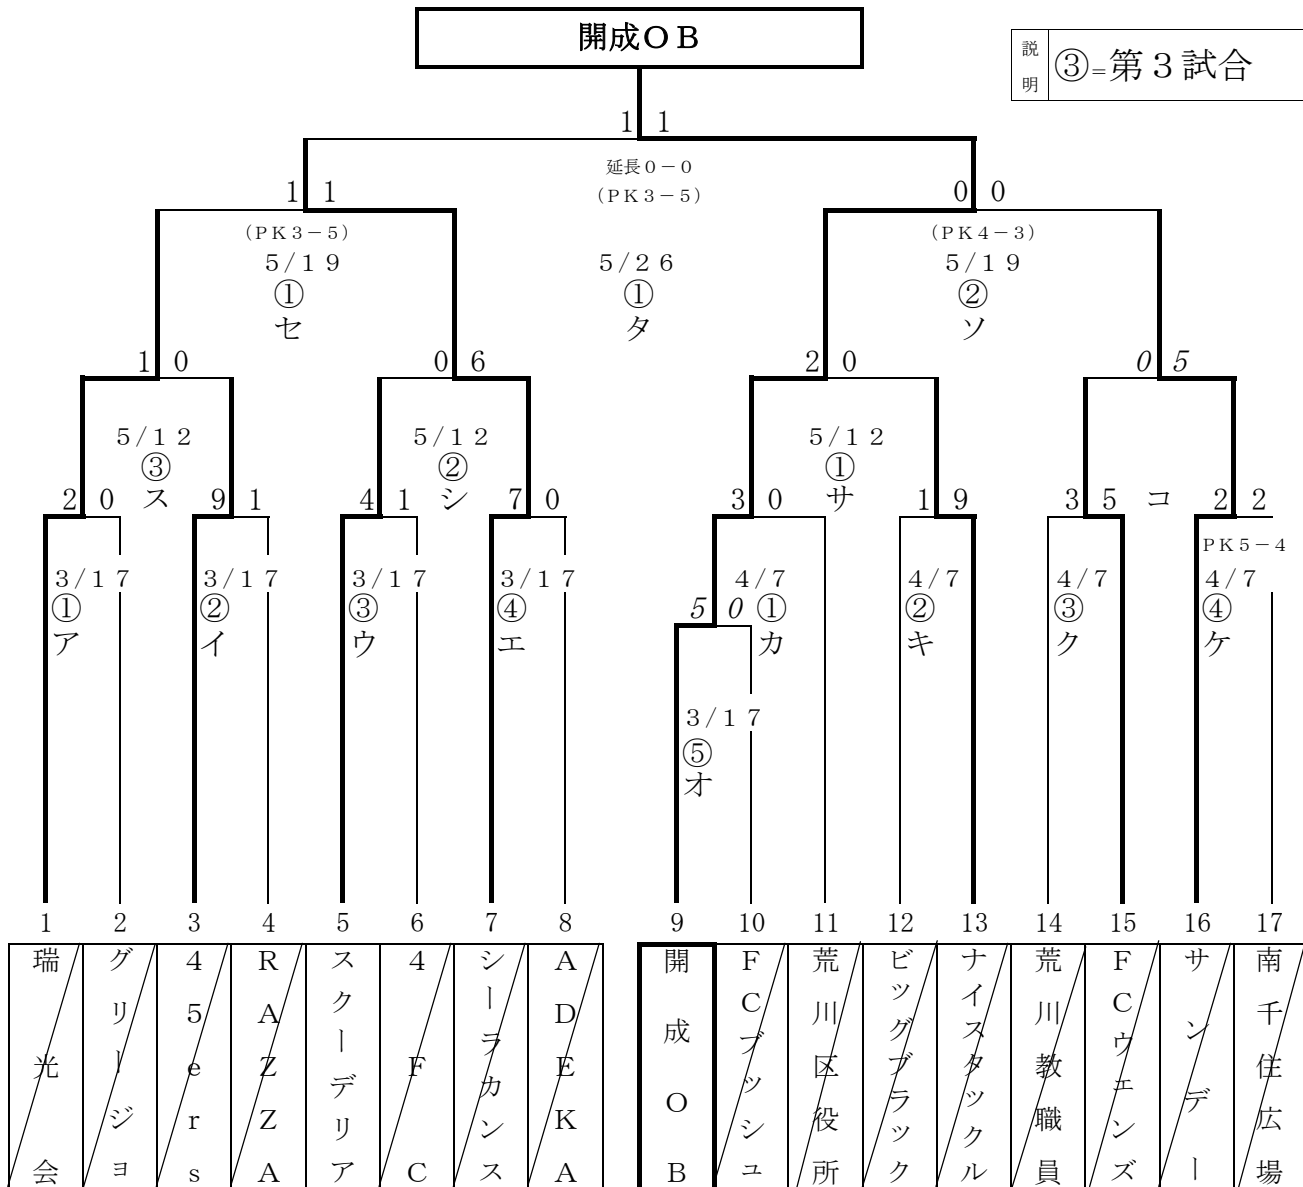 開成ＯＢ
説明
③=第３試合
１ １
延長０－０
（ＰＫ３－５）
１ １
０ ０
（ＰＫ３－５）
（ＰＫ４－３）
５/１９
５/２６
５/１９
①
①
②
セ
タ
ソ
１ ０
０ ６
２ ０
０ ５
５/１２
５/１２
５/１２
③
②
①
ス
シ
サ
コ
２ ０
９ １
４ １
７ ０
３ ０
１ ９
３ ５
２ ２
ＰＫ５－４
３/１７
３/１７
３/１７
３/１７
４/７
４/７
４/７
４/７
①
②
③
④
①
②
③
④
ア
イ
ウ
エ
カ
キ
ク
ケ
５ ０
３/１７
⑤
オ
1 2 3 4 5 6 7 8 9 10 11 12 13 14 15 16 17
瑞光会
グリージョ
４５ｅｒｓ
ＲＡＺＺＡ
スクーデリア
４ＦＣ
シーラカンス
ＡＤＥＫＡ
開成ＯＢ
ＦＣブッシュ
荒川区役所
ビッグブラック
ナイスタックル
荒川教職員
ＦＣウェンズ
サンデー
南千住広場